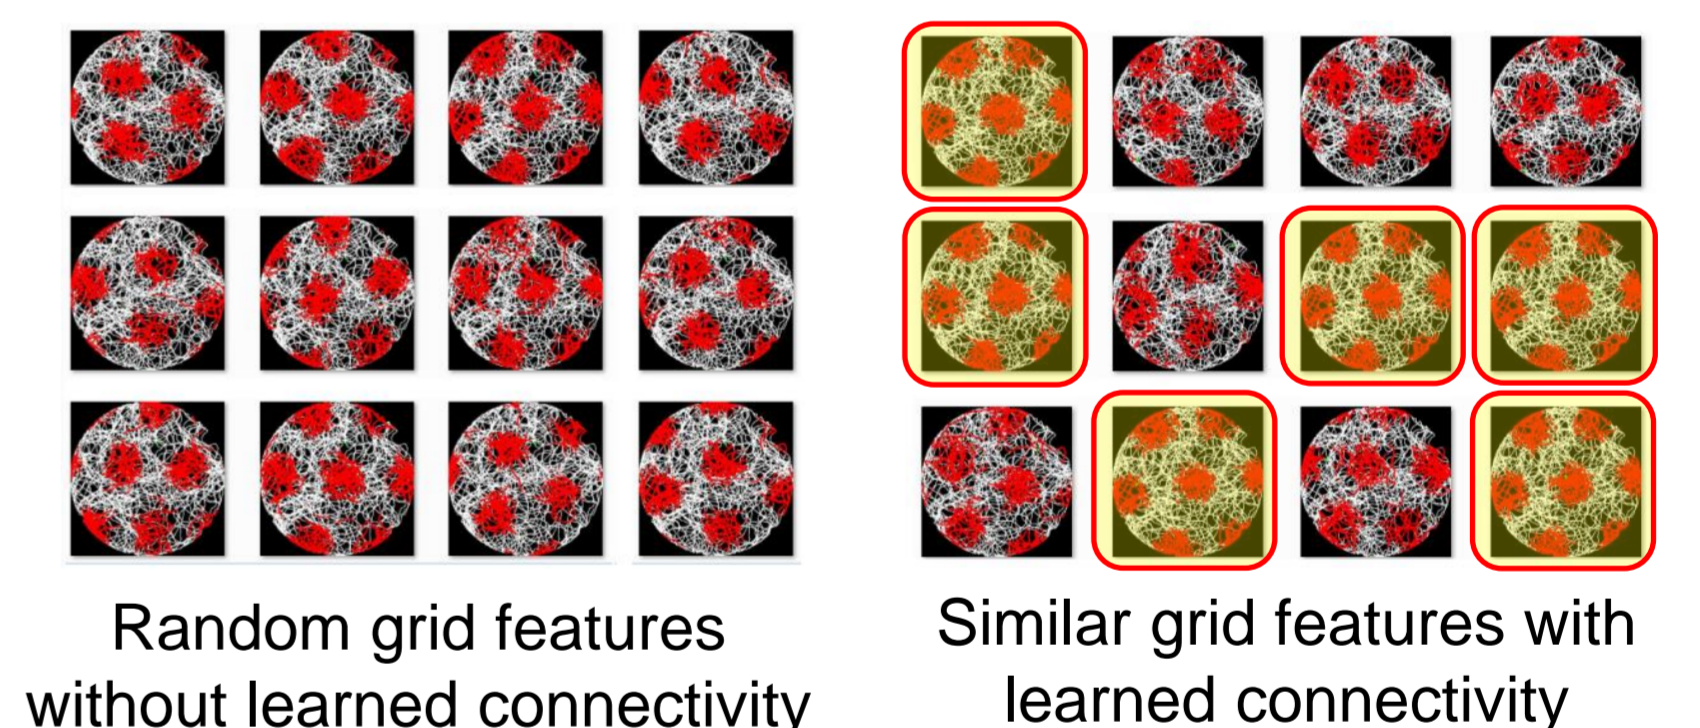 Random grid features
without learned connectivity
Similar grid features with
learned connectivity